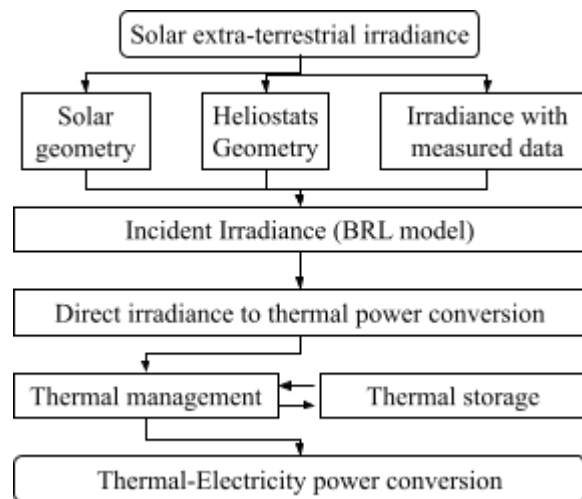 Solar extra-terrestrial irradiance
Solar
geometry
Heliostats
Geometry
Irradiance with
measured data
Incident Irradiance (BRL model)
Direct irradiance to thermal power conversion
Thermal management
Thermal storage
Thermal-Electricity power conversion